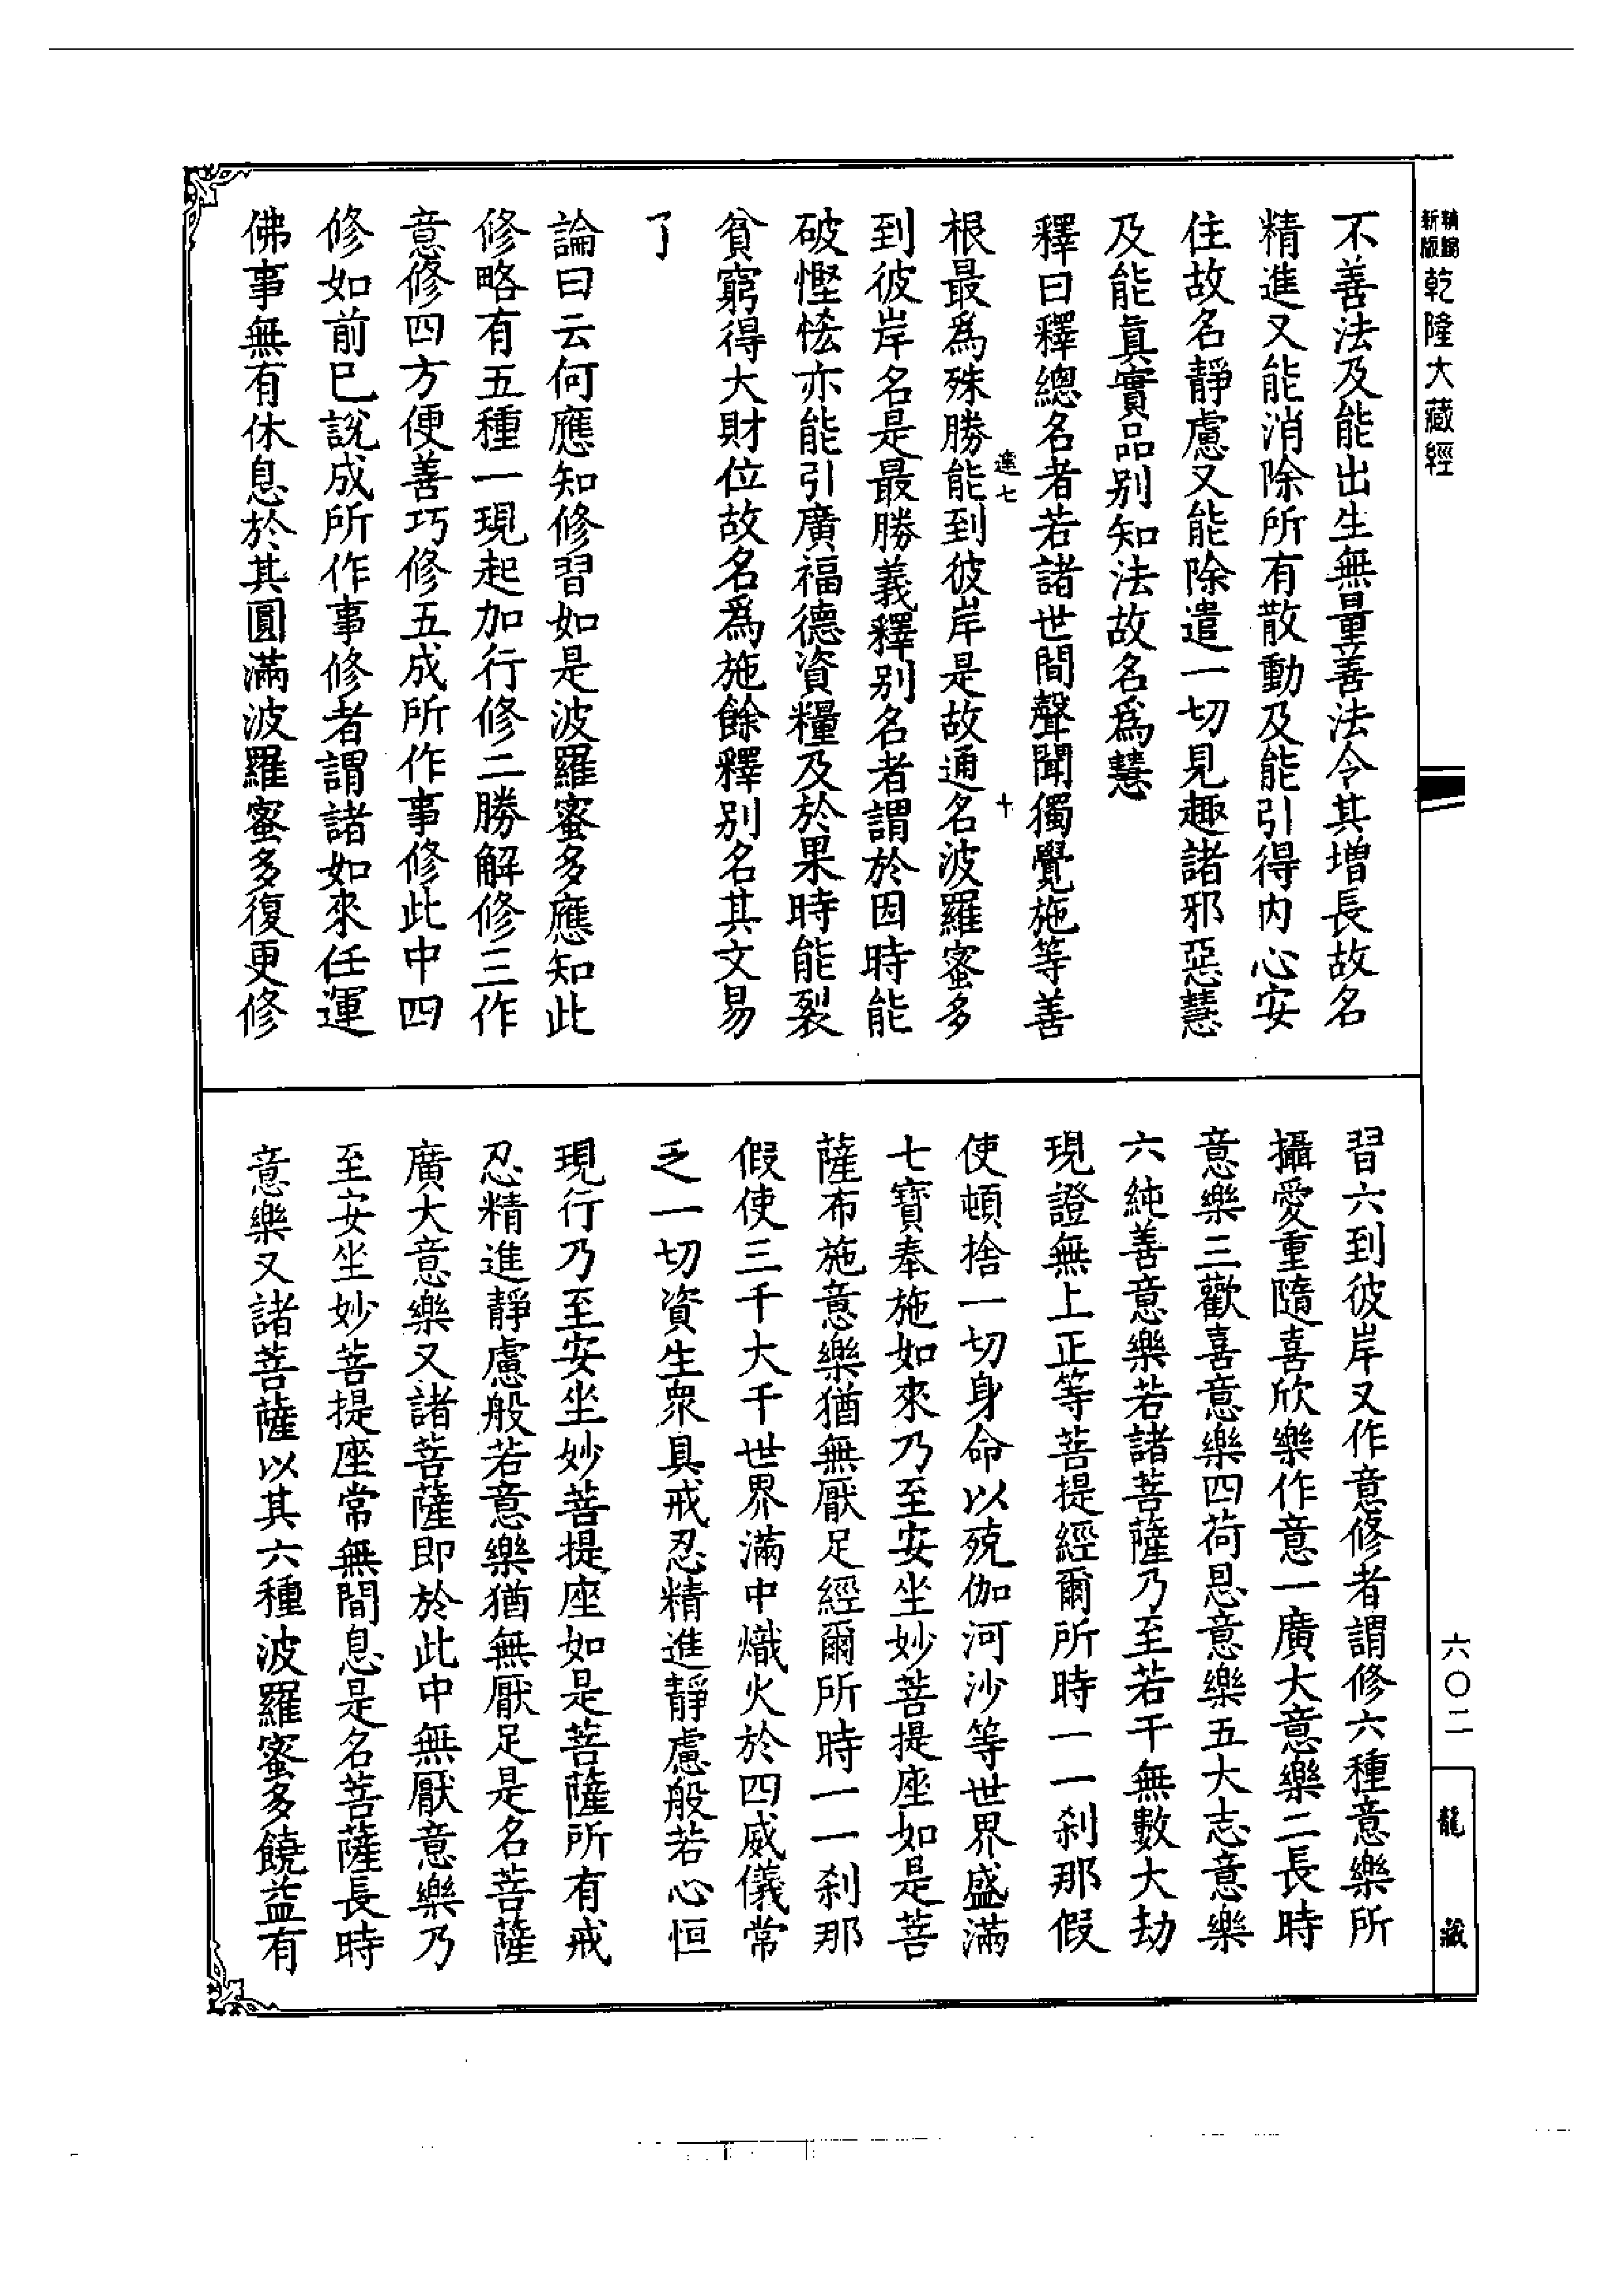 新編
縮版
乾隆大藏經
不善法及能出生無量善法令其增長故名
精進又能消除所有散動及能引得內心安
住故名靜慮又能除遣一切見趣諸邪惡慧
及能真實品別知法故名為慧
釋曰釋總名者若諸世間聲聞獨覺施等善
根最為殊勝能到彼岸是故通名波羅蜜多
到彼岸名是最勝義釋別名者謂於因時能
破慳悋亦能引廣福德資糧及於果時能裂
貧窮得大財位故名為施餘釋別名其文易
了
論曰云何應知修習如是波羅蜜多應知此
修略有五種一現起加行修二勝解修三作
意修四方便善巧修五成所作事修此中四
修如前已說成所作事修者謂諸如來任運
佛事無有休息於其圓滿波羅蜜多復更修
習六到彼岸又作意修者謂修六種意樂所
攝愛重隨喜欣樂作意一廣大意樂二長時
意樂三歡喜意樂四荷恩意樂五大志意樂
六純善意樂若諸菩薩乃至若干無數大劫
現證無上正等菩提經爾所時一一剎那假
使頓捨一切身命以殑伽河沙等世界盛滿
七寶奉施如來乃至安坐妙菩提座如是菩
薩布施意樂猶無厭足經爾所時一一剎那
假使三千大千世界滿中熾火於四威儀常
乏一切資生眾具戒忍精進靜慮般若心恒
現行乃至安坐妙菩提座如是菩薩所有戒
忍精進靜慮般若意樂猶無厭足是名菩薩
廣大意樂又諸菩薩即於此中無厭意樂乃
至安坐妙菩提座常無間息是名菩薩長時
意樂又諸菩薩以其六種波羅蜜多饒益有
六〇二
龍藏